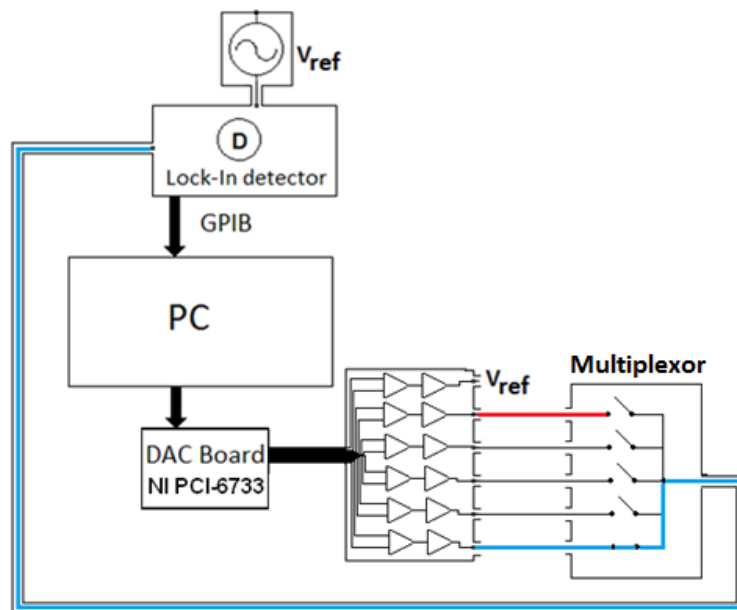 Vref
D
Lock-In detector
GPIB
PC
Multiplexor
Vref
DAC Board
NI PCI-6733